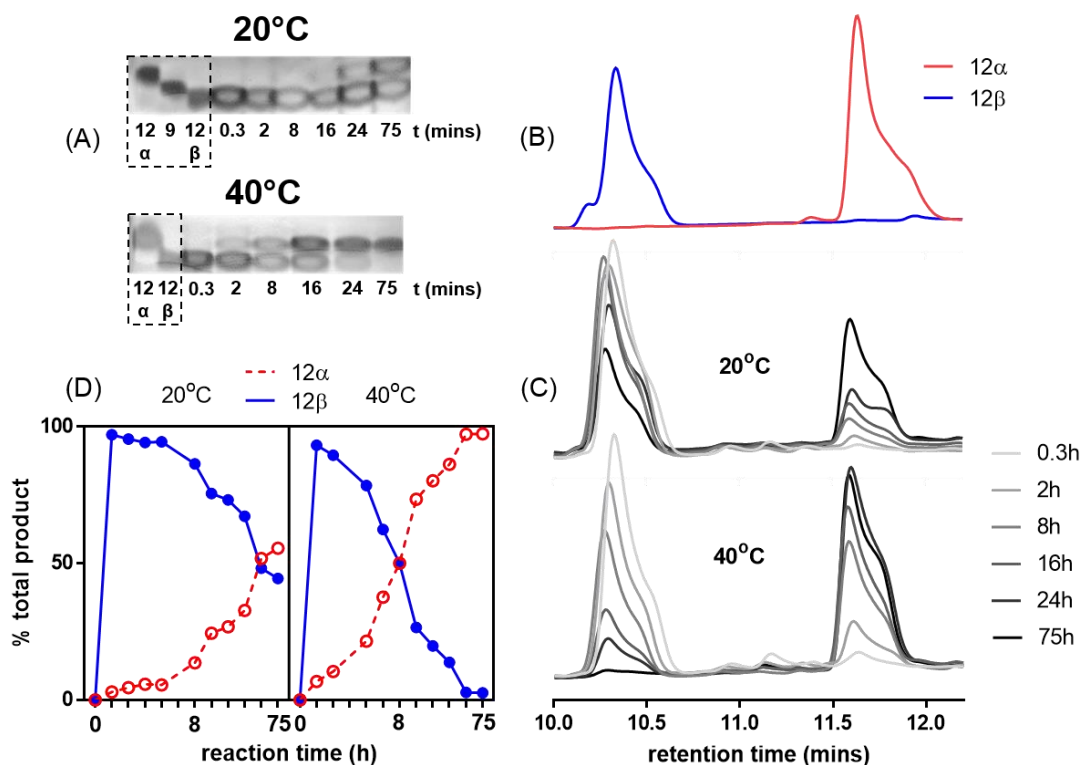 20°C
(A)
12 9 12 0.3 2 8 16 24 75 t (mins)
α β
40°C
12 12 0.3 2 8 16 24 75 t (mins)
α β
(B)
12α
12β
(C)
20°C
40°C
0.3h
2h
8h
16h
24h
75h
10.0 10.5 11.0 11.5 12.0
retention time (mins)
(D)
12α
12β
20°C 40°C
% total product
100
50
0
0 8 75 0 8 75
reaction time (h)